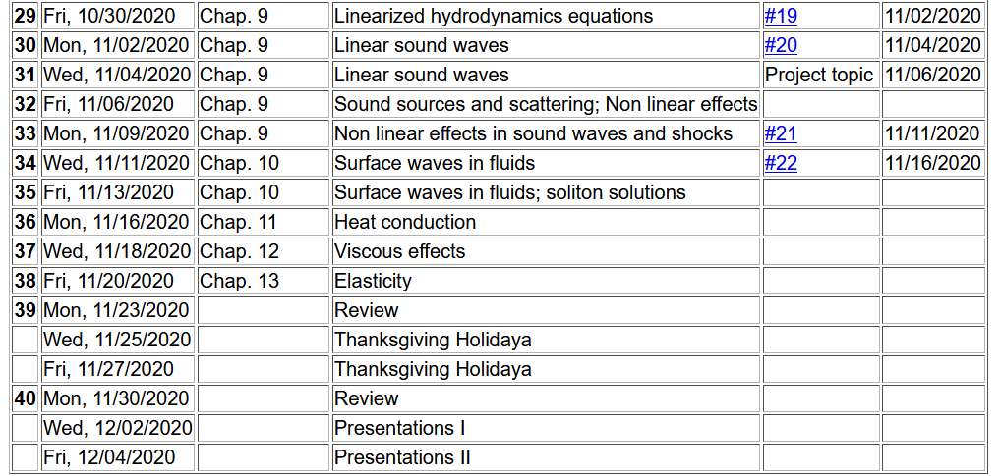 29 Fri, 10/30/2020 Chap. 9 Linearized hydrodynamics equations #19 11/02/2020
30 Mon, 11/02/2020 Chap. 9 Linear sound waves #20 11/04/2020
31 Wed, 11/04/2020 Chap. 9 Linear sound waves Project topic 11/06/2020
32 Fri, 11/06/2020 Chap. 9 Sound sources and scattering; Non linear effects
33 Mon, 11/09/2020 Chap. 9 Non linear effects in sound waves and shocks #21 11/11/2020
34 Wed, 11/11/2020 Chap. 10 Surface waves in fluids #22 11/16/2020
35 Fri, 11/13/2020 Chap. 10 Surface waves in fluids; soliton solutions
36 Mon, 11/16/2020 Chap. 11 Heat conduction
37 Wed, 11/18/2020 Chap. 12 Viscous effects
38 Fri, 11/20/2020 Chap. 13 Elasticity
39 Mon, 11/23/2020 Review
Wed, 11/25/2020 Thanksgiving Holidaya
Fri, 11/27/2020 Thanksgiving Holidaya
40 Mon, 11/30/2020 Review
Wed, 12/02/2020 Presentations I
Fri, 12/04/2020 Presentations II